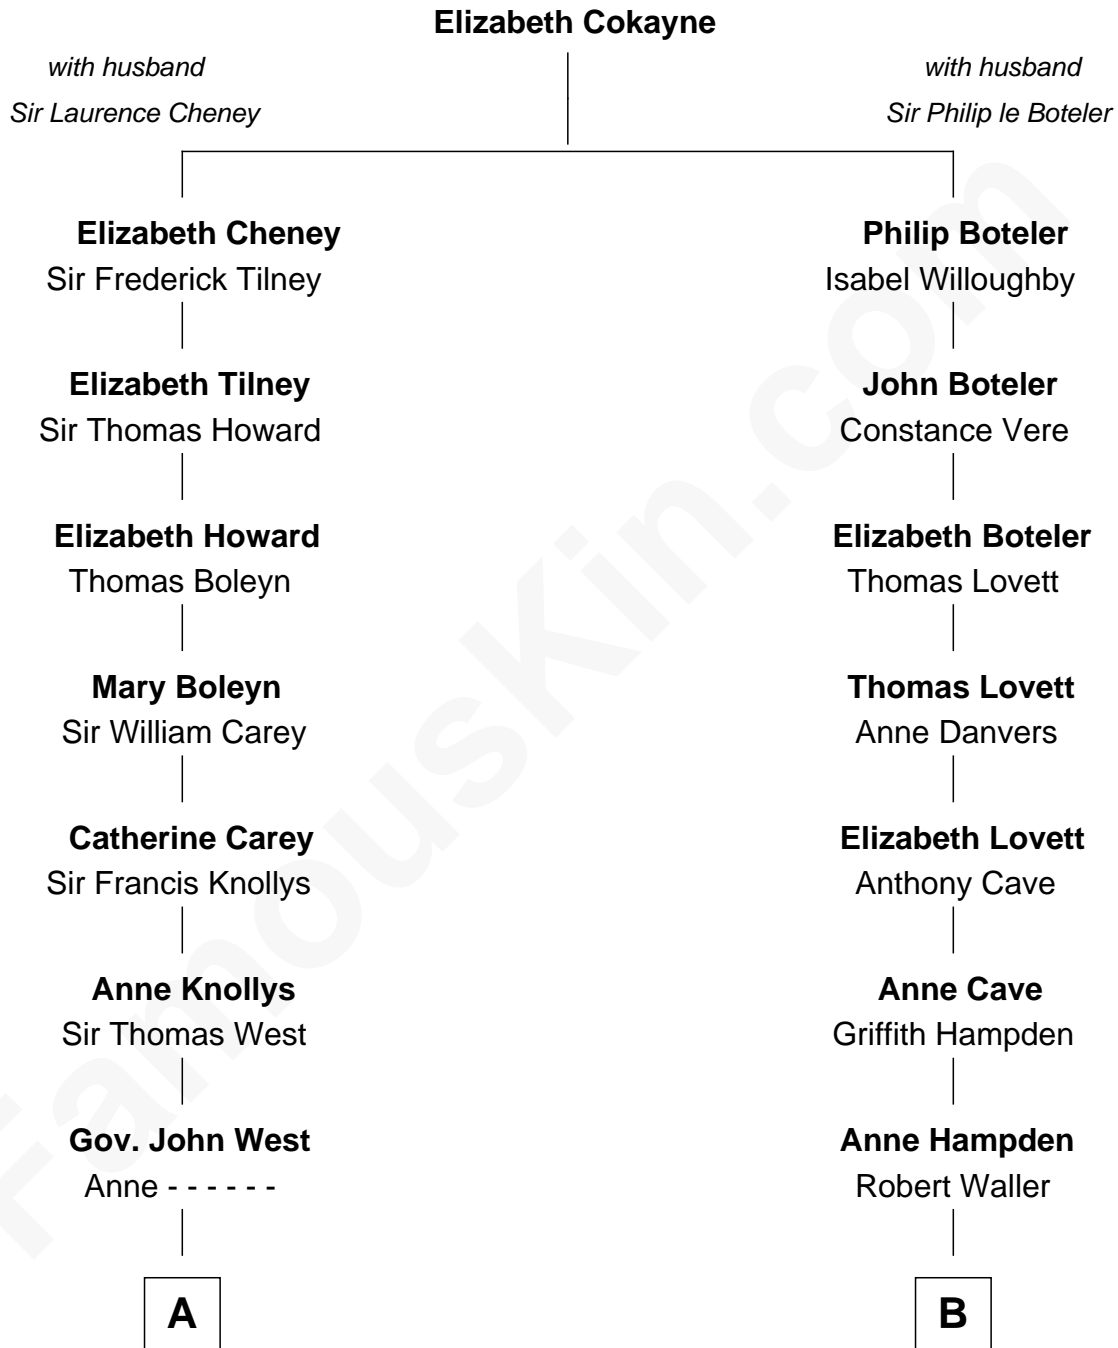 Elizabeth Cokayne
with husband
Sir Laurence Cheney
with husband
Sir Philip le Boteler
Elizabeth Cheney
Sir Frederick Tilney
Philip Boteler
Isabel Willoughby
Elizabeth Tilney
Sir Thomas Howard
John Boteler
Constance Vere
Elizabeth Howard
Thomas Boleyn
Elizabeth Boteler
Thomas Lovett
Mary Boleyn
Sir William Carey
Thomas Lovett
Anne Danvers
Catherine Carey
Sir Francis Knollys
Elizabeth Lovett
Anthony Cave
Anne Knollys
Sir Thomas West
Anne Cave
Griffith Hampden
Gov. John West
Anne - - - - - -
Anne Hampden
Robert Waller
A
B
FamousKin.com